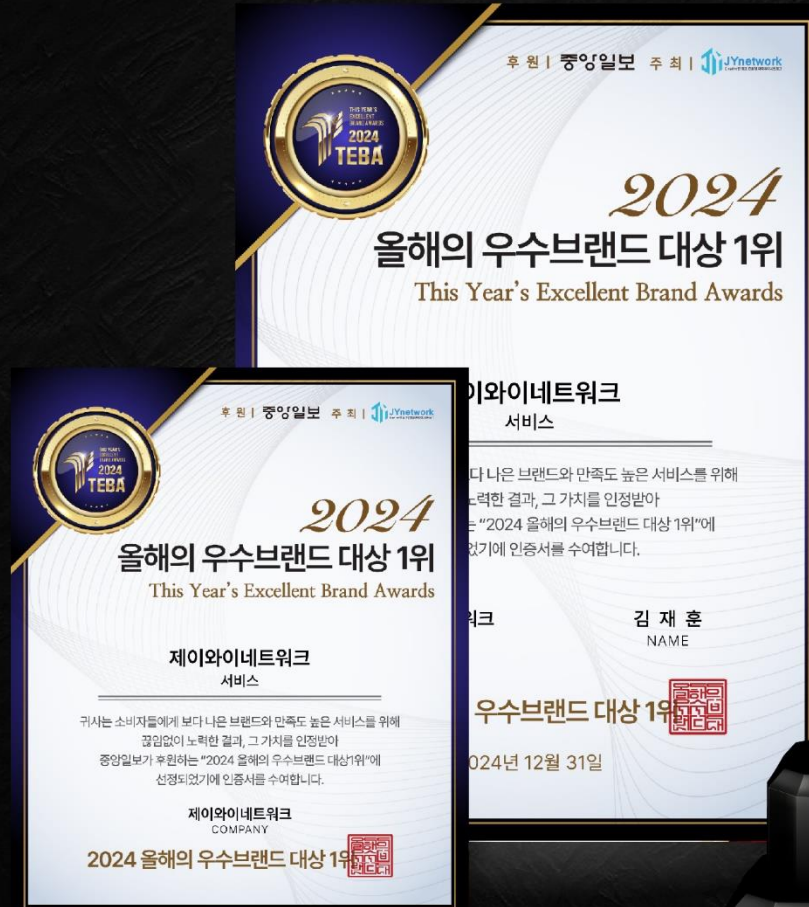 후 원 | 중앙일보 주 최 | JYnetwork
THIS YEAR'S
EXCELLENT
BRAND AWARDS
2024
TEBA
2024
올해의 우수브랜드 대상 1위
This Year's Excellent Brand Awards
이와이네트워크
서비스
다 나은 브랜드와 만족도 높은 서비스를 위해
노력한 결과, 그 가치를 인정받아
는 "2024 올해의 우수브랜드 대상 1위"에
었기에 인증서를 수여합니다.
워크
김 재 훈
NAME
우수브랜드 대상 1위
024년 12월 31일
후 원 | 중앙일보 주 최 | JYnetwork
THIS YEAR'S
EXCELLENT
BRAND AWARDS
2024
TEBA
2024
올해의 우수브랜드 대상 1위
This Year's Excellent Brand Awards
제이와이네트워크
서비스
귀사는 소비자들에게 보다 나은 브랜드와 만족도 높은 서비스를 위해
끊임없이 노력한 결과, 그 가치를 인정받아
중앙일보가 후원하는 "2024 올해의 우수브랜드 대상1위"에
선정되었기에 인증서를 수여합니다.
제이와이네트워크
COMPANY
2024 올해의 우수브랜드 대상 1위